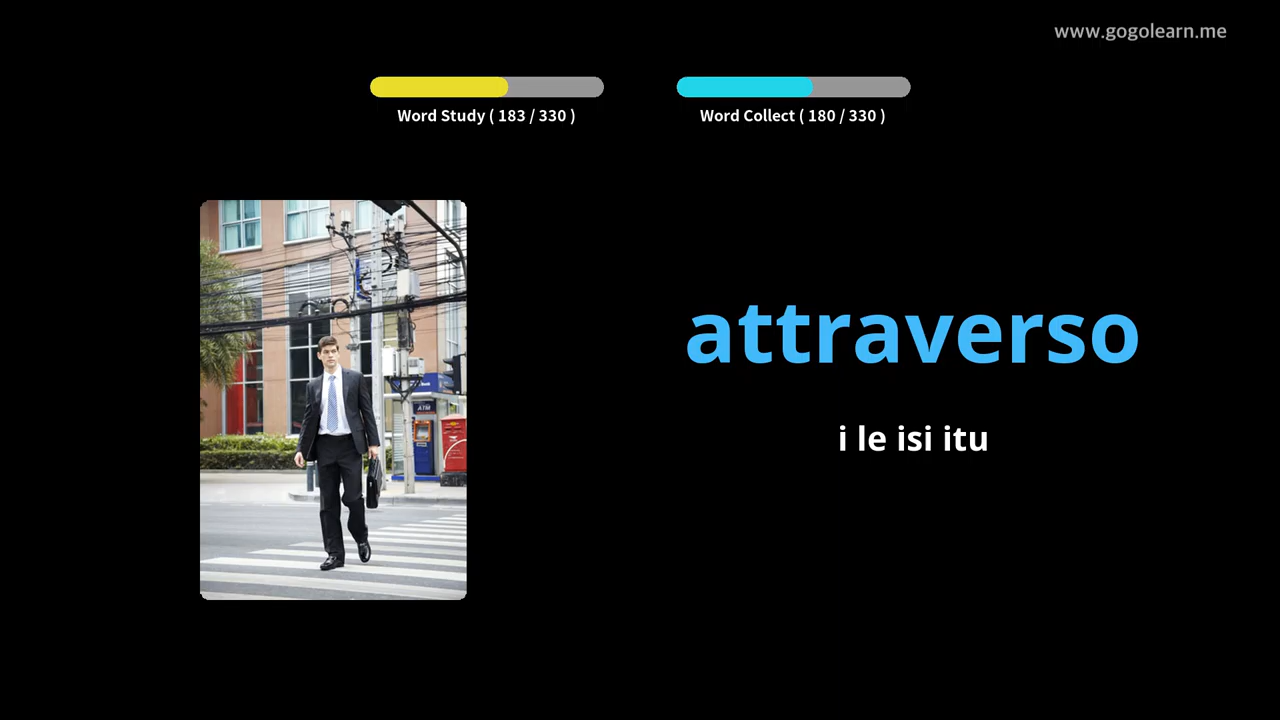 www.gogolearn.me
Word Study ( 183 / 330 )
Word Collect ( 180 / 330 )
attraverso
i le isi itu
ATM